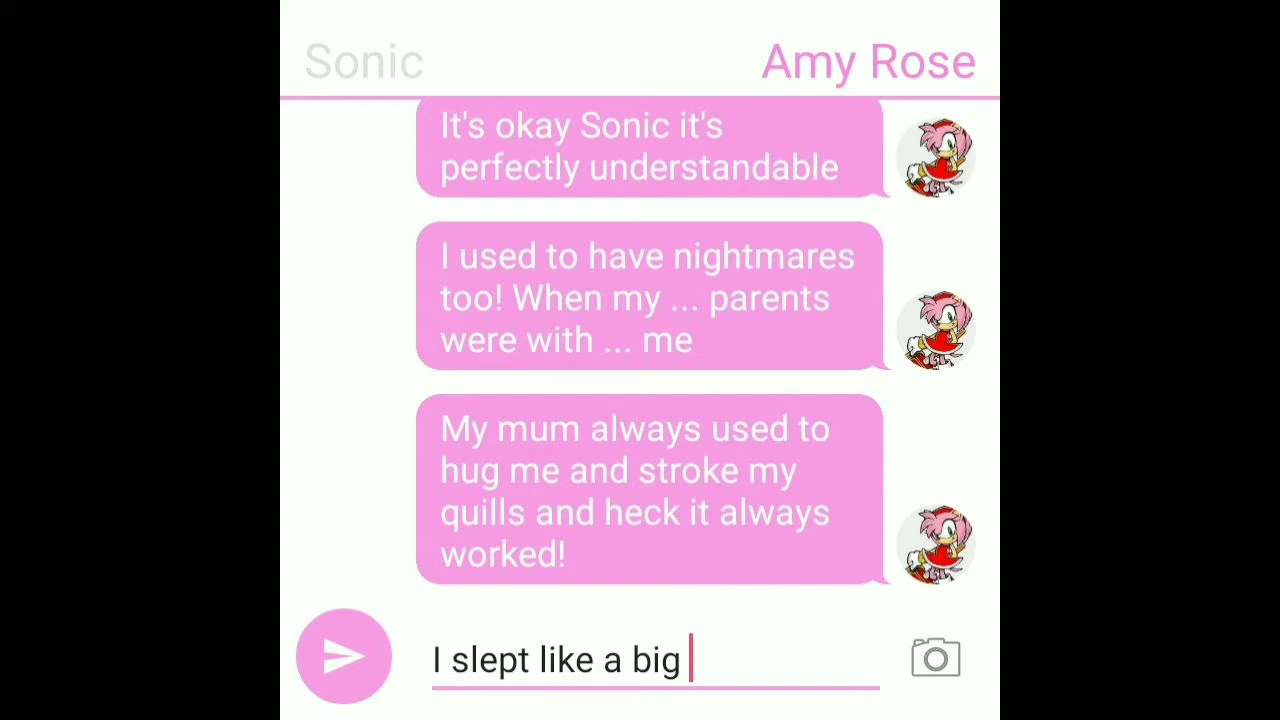 Sonic
Amy Rose
It's okay Sonic it's
perfectly understandable
I used to have nightmares
too! When my ... parents
were with ... me
My mum always used to
hug me and stroke my
quills and heck it always
worked!
I slept like a big